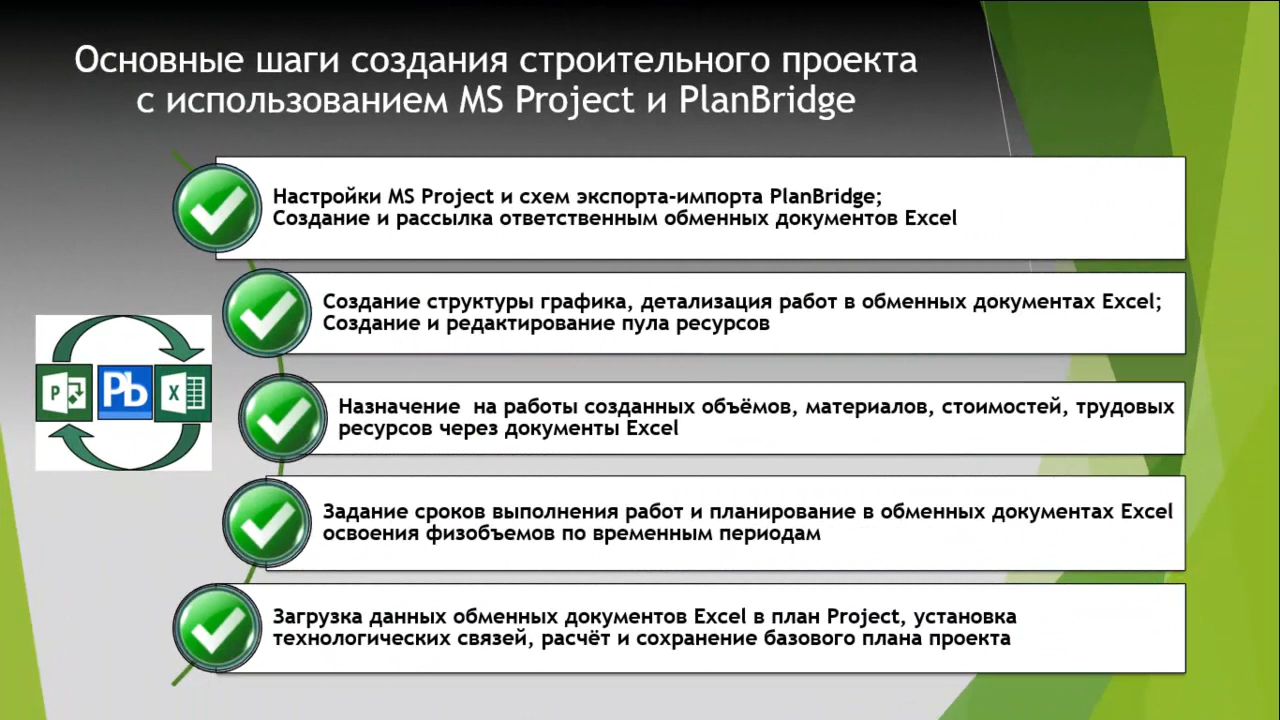 Основные шаги создания строительного проекта
с использованием MS Project и PlanBridge
Настройки MS Project и схем экспорта-импорта PlanBridge;
Создание и рассылка ответственным обменных документов Excel
Создание структуры графика, детализация работ в обменных документах Excel;
Создание и редактирование пула ресурсов
P Pb X
Назначение на работы созданных объёмов, материалов, стоимостей, трудовых
ресурсов через документы Excel
Задание сроков выполнения работ и планирование в обменных документах Excel
освоения физобъемов по временным периодам
Загрузка данных обменных документов Excel в план Project, установка
технологических связей, расчёт и сохранение базового плана проекта